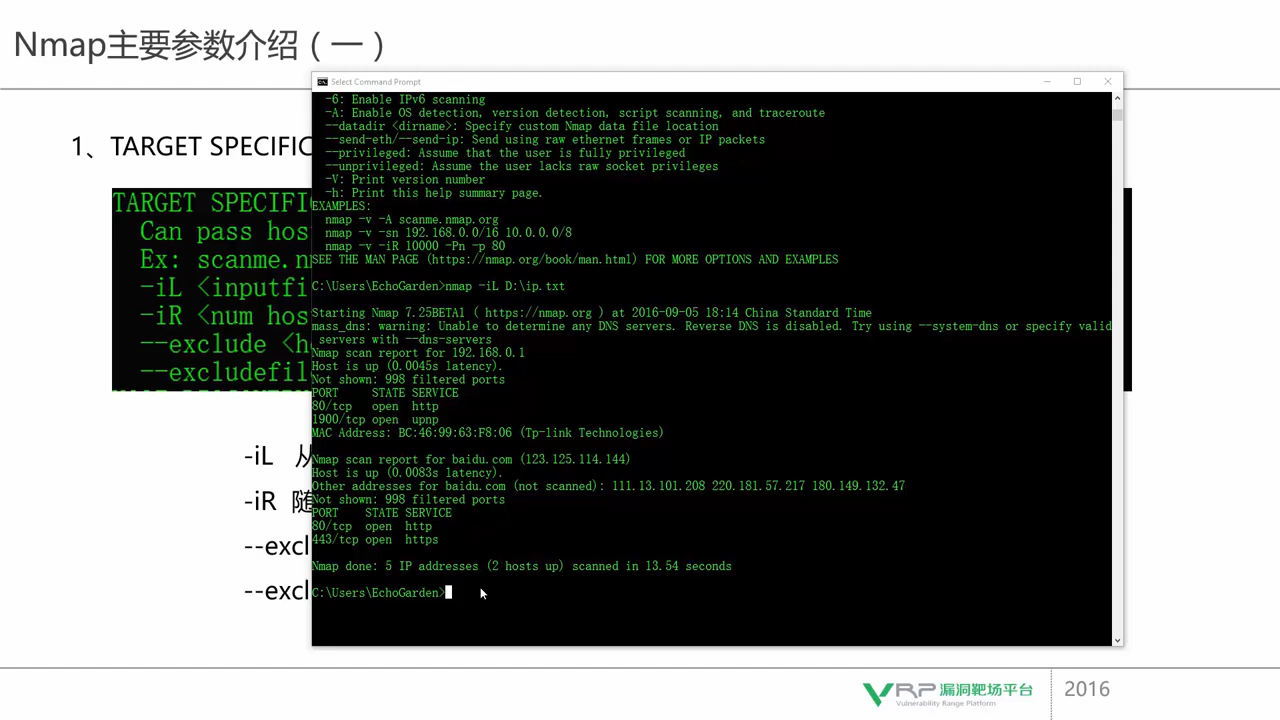 Nmap主要参数介绍（一）
Select Command Prompt
-6: Enable IPv6 scanning
-A: Enable OS detection, version detection, script scanning, and traceroute
--datadir <dirname>: Specify custom Nmap data file location
--send-eth/--send-ip: Send using raw ethernet frames or IP packets
--privileged: Assume that the user is fully privileged
--unprivileged: Assume the user lacks raw socket privileges
-V: Print version number
-h: Print this help summary page.
EXAMPLES:
nmap -v -A scanme.nmap.org
nmap -v -sn 192.168.0.0/16 10.0.0.0/8
nmap -v -iR 10000 -Pn -p 80
SEE THE MAN PAGE (https://nmap.org/book/man.html) FOR MORE OPTIONS AND EXAMPLES
C:\Users\EchoGarden>nmap -iL D:\ip.txt
Starting Nmap 7.25BETA1 ( https://nmap.org ) at 2016-09-05 18:14 China Standard Time
mass_dns: warning: Unable to determine any DNS servers. Reverse DNS is disabled. Try using --system-dns or specify valid
servers with --dns-servers
Nmap scan report for 192.168.0.1
Host is up (0.0045s latency).
Not shown: 998 filtered ports
PORT STATE SERVICE
80/tcp open http
1900/tcp open upnp
MAC Address: BC:46:99:63:F8:06 (Tp-link Technologies)
Nmap scan report for baidu.com (123.125.114.144)
Host is up (0.0083s latency).
Other addresses for baidu.com (not scanned): 111.13.101.208 220.181.57.217 180.149.132.47
Not shown: 998 filtered ports
PORT STATE SERVICE
80/tcp open http
443/tcp open https
Nmap done: 5 IP addresses (2 hosts up) scanned in 13.54 seconds
C:\Users\EchoGarden>
1、TARGET SPECIFIC
TARGET SPECIFI
Can pass hos
Ex: scanme.n
-iL <inputfi
-iR <num hos
--exclude <h
--excludefil
-iL 从
-iR 随
--excl
--excl
VRP 漏洞靶场平台
Vulnerability Range Platform
2016